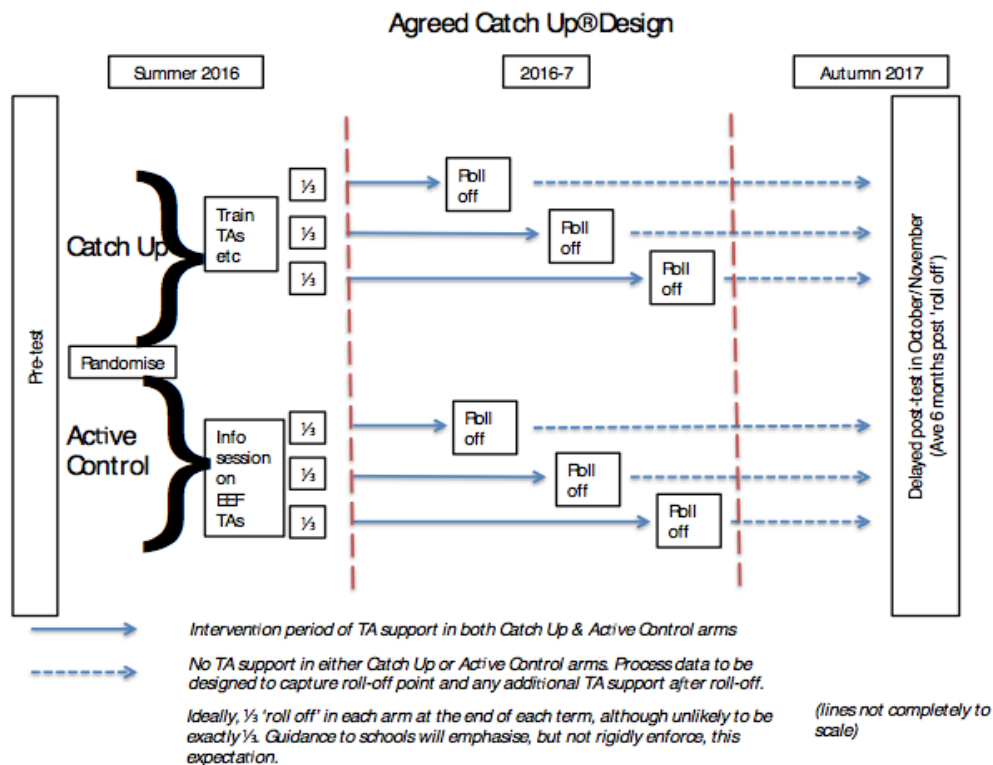 Agreed Catch Up®Design
Summer 2016
2016-7
Autumn 2017
Pre-test
Catch Up
Train
TAs
etc
⅓
⅓
⅓
Roll
off
Roll
off
Roll
off
Randomise
Active
Control
Info
session
on
EEF
TAs
⅓
⅓
⅓
Roll
off
Roll
off
Roll
off
Delayed post-test in October/November
(Ave 6 months post 'roll off')
Intervention period of TA support in both Catch Up & Active Control arms
No TA support in either Catch Up or Active Control arms. Process data to be
designed to capture roll-off point and any additional TA support after roll-off.
Ideally, ⅓ 'roll off' in each arm at the end of each term, although unlikely to be
exactly ⅓. Guidance to schools will emphasise, but not rigidly enforce, this
expectation.
(lines not completely to
scale)